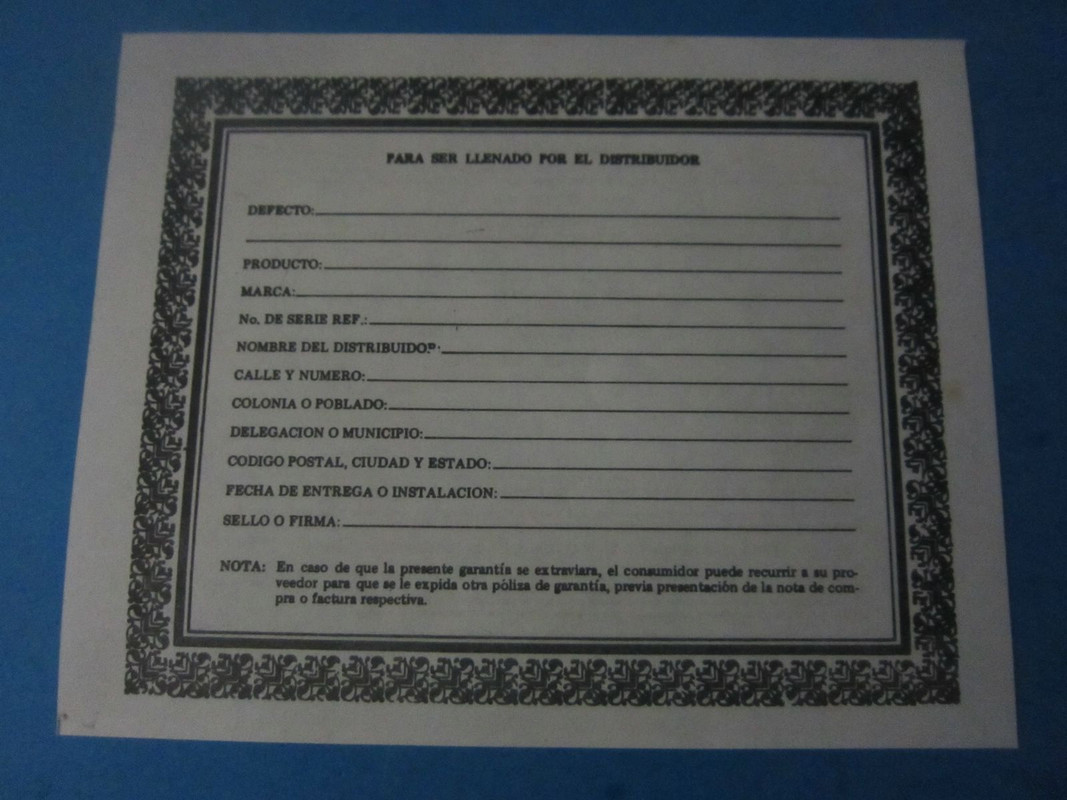 PARA SER LLENADO POR EL DISTRIBUIDOR
DEFECTO:
PRODUCTO:
MARCA:
No. DE SERIE REF.:
NOMBRE DEL DISTRIBUIDOR:
CALLE Y NUMERO:
COLONIA O POBLADO:
DELEGACION O MUNICIPIO:
CODIGO POSTAL, CIUDAD Y ESTADO:
FECHA DE ENTREGA O INSTALACION:
SELLO O FIRMA:
NOTA: En caso de que la presente garantía se extraviara, el consumidor puede recurrir a su pro-
veedor para que se le expida otra póliza de garantía, previa presentación de la nota de com-
pra o factura respectiva.